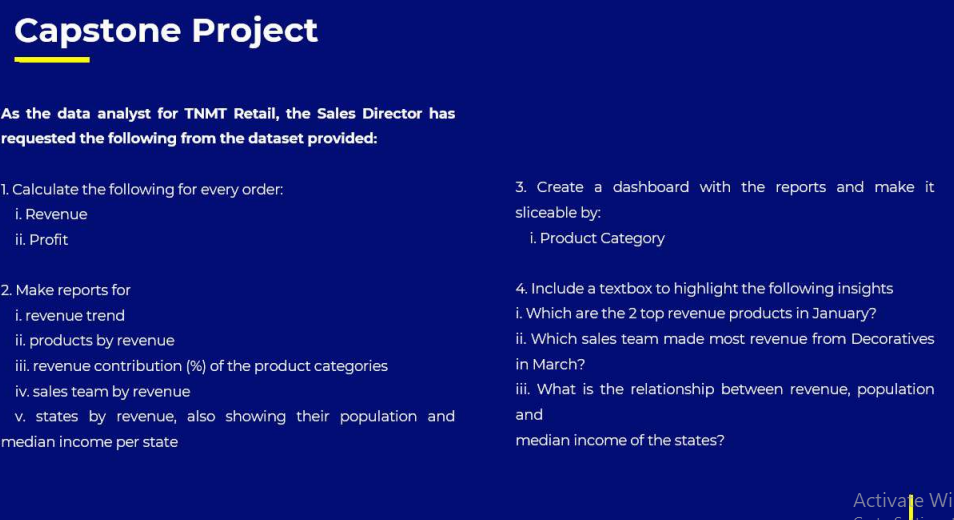 Capstone Project
As the data analyst for TNMT Retail, the Sales Director has
requested the following from the dataset provided:
1. Calculate the following for every order:
i. Revenue
ii. Profit
2. Make reports for
i. revenue trend
ii. products by revenue
iii. revenue contribution (%) of the product categories
iv. sales team by revenue
v. states by revenue, also showing their population and
median income per state
3. Create a dashboard with the reports and make it
sliceable by:
i. Product Category
4. Include a textbox to highlight the following insights
i. Which are the 2 top revenue products in January?
ii. Which sales team made most revenue from Decoratives
in March?
iii. What is the relationship between revenue, population
and
median income of the states?
Activate Wi